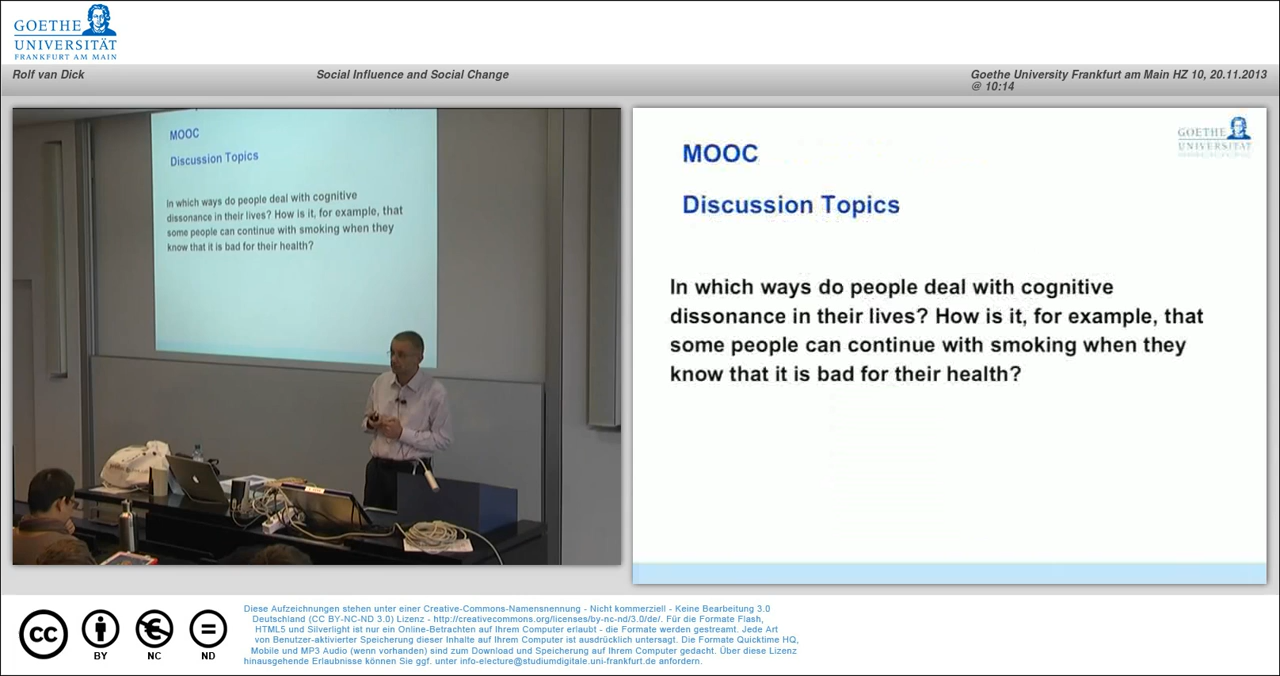 GOETHE
UNIVERSITÄT
FRANKFURT AM MAIN
Rolf van Dick
Social Influence and Social Change
Goethe University Frankfurt am Main HZ 10, 20.11.2013
@ 10:14
MOOC
Discussion Topics
In which ways do people deal with cognitive
dissonance in their lives? How is it, for example, that
some people can continue with smoking when they
know that it is bad for their health?
GOETHE
UNIVERSITÄT
MOOC
Discussion Topics
In which ways do people deal with cognitive
dissonance in their lives? How is it, for example, that
some people can continue with smoking when they
know that it is bad for their health?
cc
BY
NC
ND
Diese Aufzeichnungen stehen unter einer Creative-Commons-Namensnennung - Nicht kommerziell - Keine Bearbeitung 3.0
Deutschland (CC BY-NC-ND 3.0) Lizenz - http://creativecommons.org/licenses/by-nc-nd/3.0/de/. Für die Formate Flash,
HTML5 und Silverlight ist nur ein Online-Betrachten auf Ihrem Computer erlaubt - die Formate werden gestreamt. Jede Art
von Benutzer-aktivierter Speicherung dieser Inhalte auf Ihrem Computer ist ausdrücklich untersagt. Die Formate Quicktime HQ,
Mobile und MP3 Audio (wenn vorhanden) sind zum Download und Speicherung auf Ihrem Computer gedacht. Über diese Lizenz
hinausgehende Erlaubnisse können Sie ggf. unter info-electure@studiumdigitale.uni-frankfurt.de anfordern.